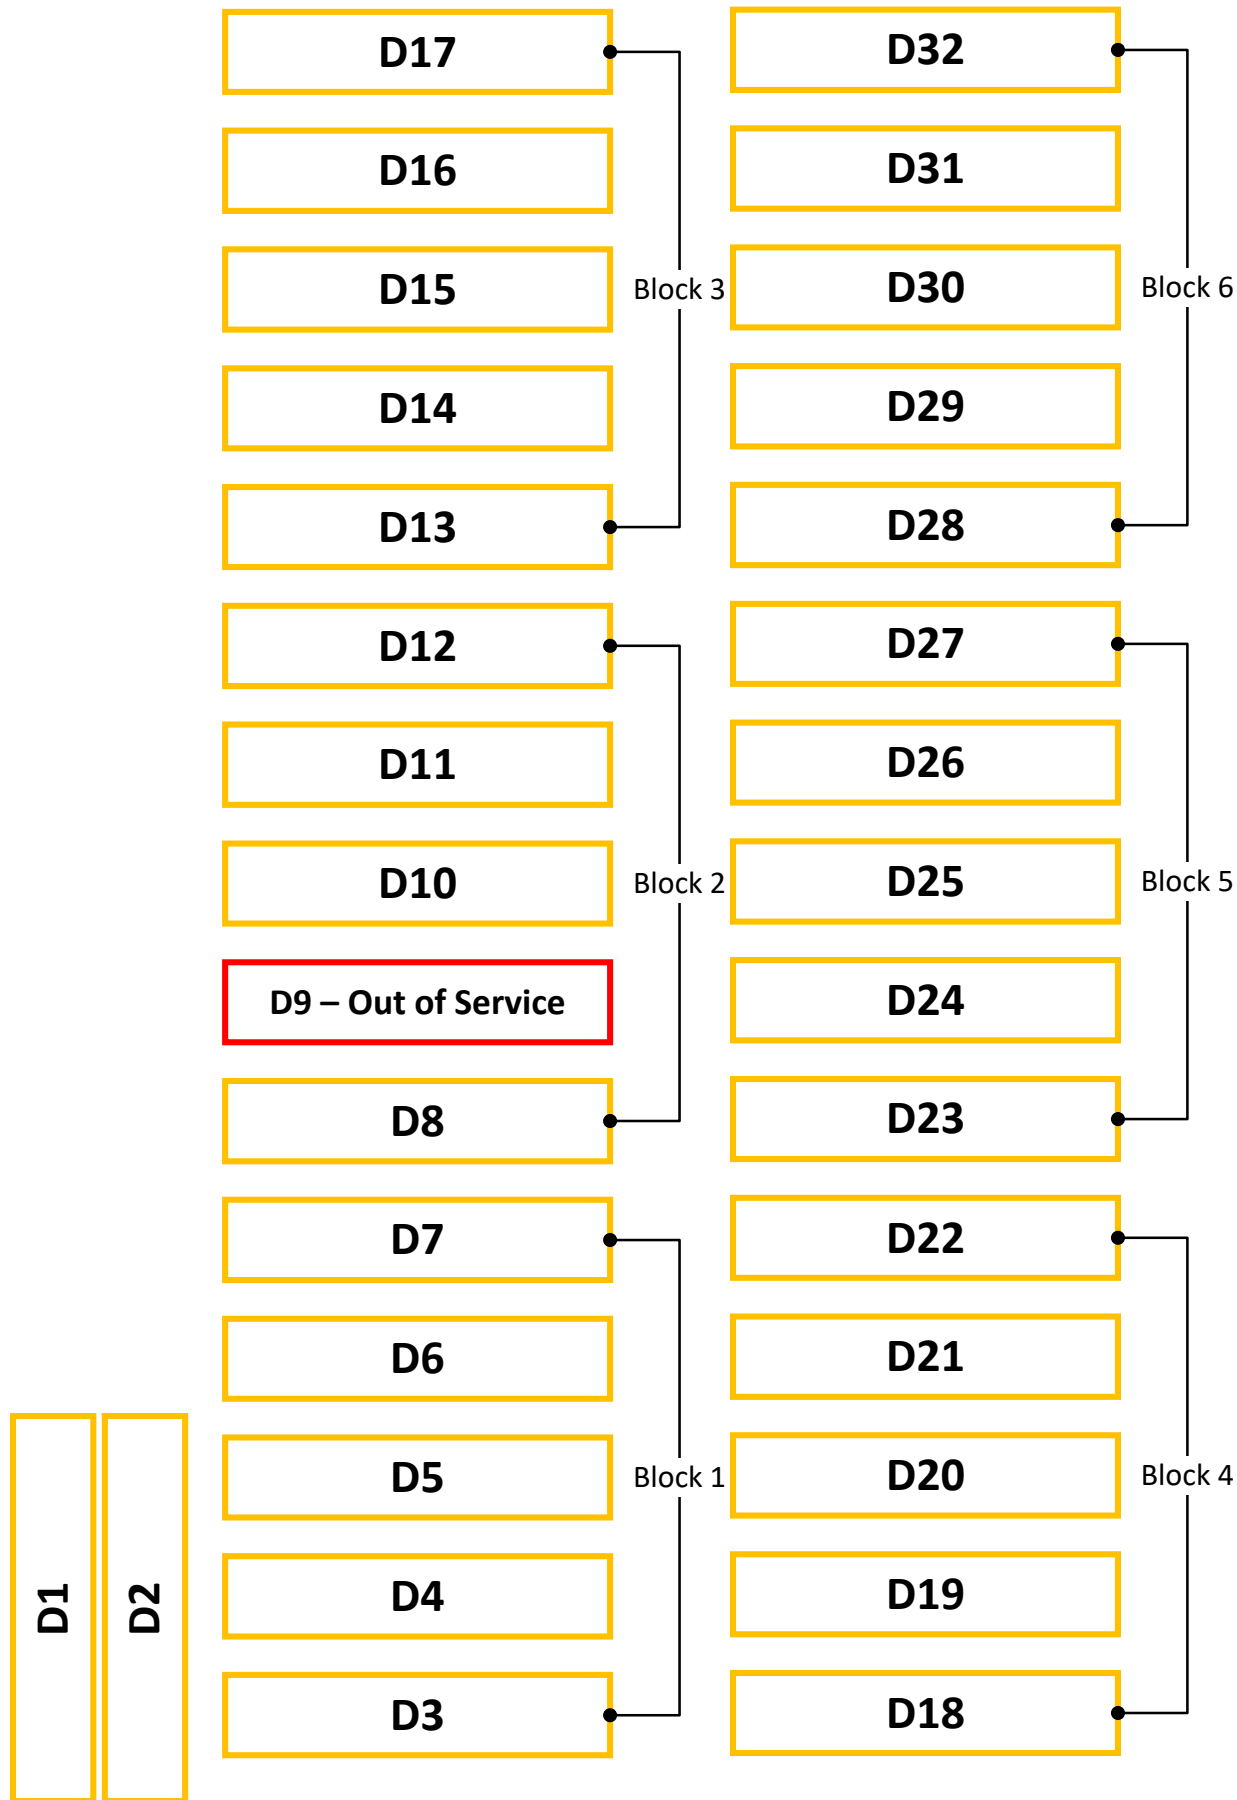 D17
D16
D15
D14
D13
Block 3
D12
D11
D10
D9 – Out of Service
D8
Block 2
D7
D6
D5
D4
D3
Block 1
D1
D2
D32
D31
D30
D29
D28
Block 6
D27
D26
D25
D24
D23
Block 5
D22
D21
D20
D19
D18
Block 4